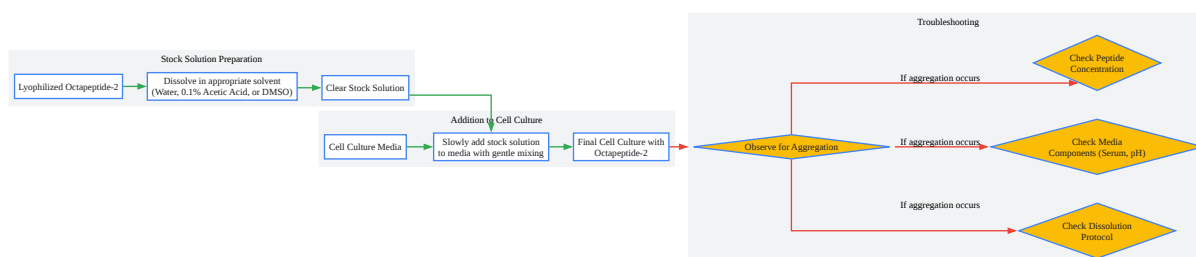 Stock Solution Preparation
Lyophilized Octapeptide-2
Dissolve in appropriate solvent
(Water, 0.1% Acetic Acid, or DMSO)
Clear Stock Solution
Addition to Cell Culture
Cell Culture Media
Slowly add stock solution
to media with gentle mixing
Final Cell Culture with
Octapeptide-2
Troubleshooting
Observe for Aggregation
If aggregation occurs
Check Peptide
Concentration
If aggregation occurs
Check Media
Components (Serum, pH)
If aggregation occurs
Check Dissolution
Protocol